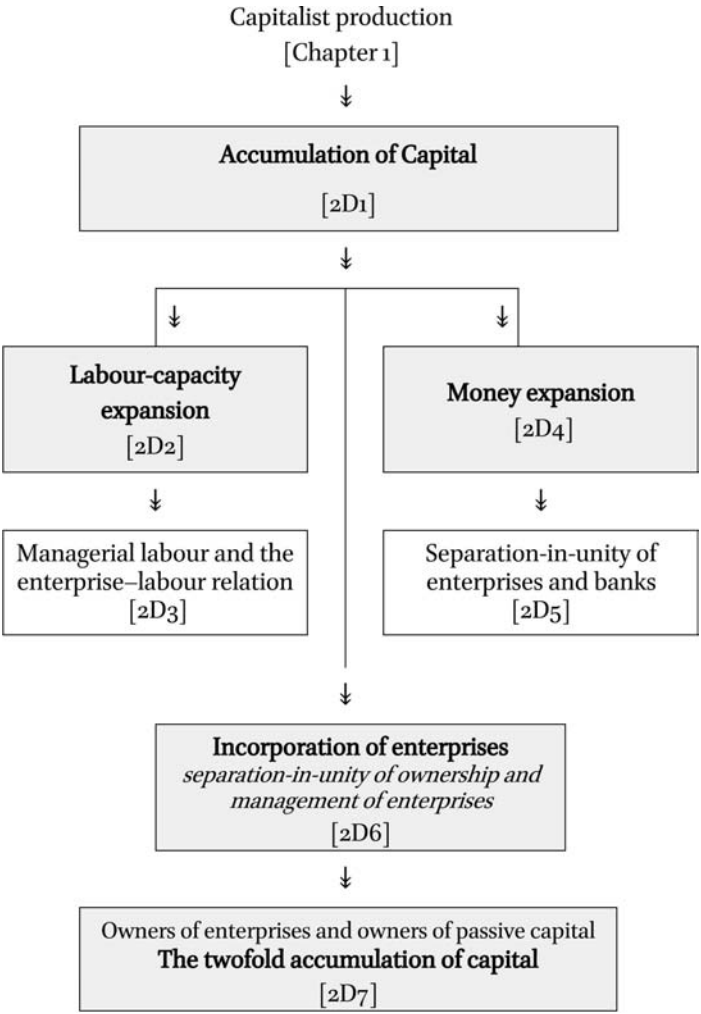 Capitalist production
[Chapter 1]
↡
Accumulation of Capital
[2D1]
↡
↡
↡
Labour-capacity
expansion
[2D2]
Money expansion
[2D4]
↡
↡
Managerial labour and the
enterprise–labour relation
[2D3]
Separation-in-unity of
enterprises and banks
[2D5]
↡
Incorporation of enterprises
separation-in-unity of ownership and
management of enterprises
[2D6]
↡
Owners of enterprises and owners of passive capital
The twofold accumulation of capital
[2D7]